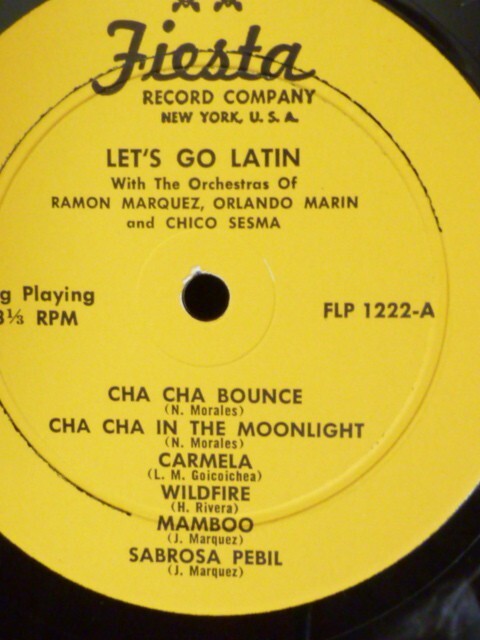 Fiesta
RECORD COMPANY
NEW YORK, U. S. A.
LET'S GO LATIN
With The Orchestras Of
RAMON MARQUEZ, ORLANDO MARIN
and CHICO SESMA
g Playing
3⅓ RPM
FLP 1222-A
CHA CHA BOUNCE
(N. Morales)
CHA CHA IN THE MOONLIGHT
(N. Morales)
CARMELA
(L. M. Goicoichea)
WILDFIRE
(H. Rivera)
MAMBOO
(J. Marquez)
SABROSA PEBIL
(J. Marquez)